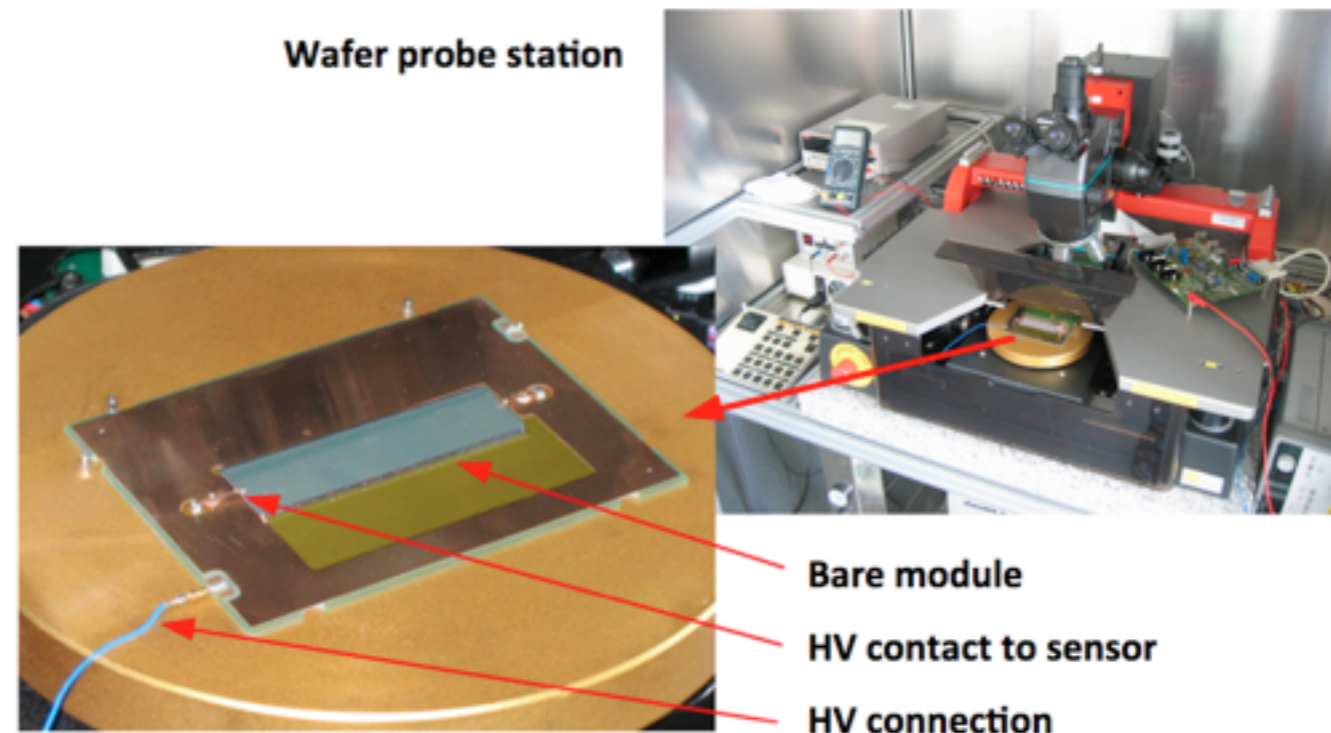 Wafer probe station
Bare module
HV contact to sensor
HV connection